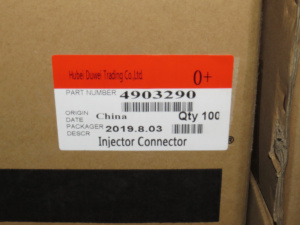 Hubei Duwei Trading Co.Ltd 0+
PART NUMBER 4903290
ORIGIN China Qty 100
DATE
PACKAGER 2019.8.03
DESCR Injector Connector